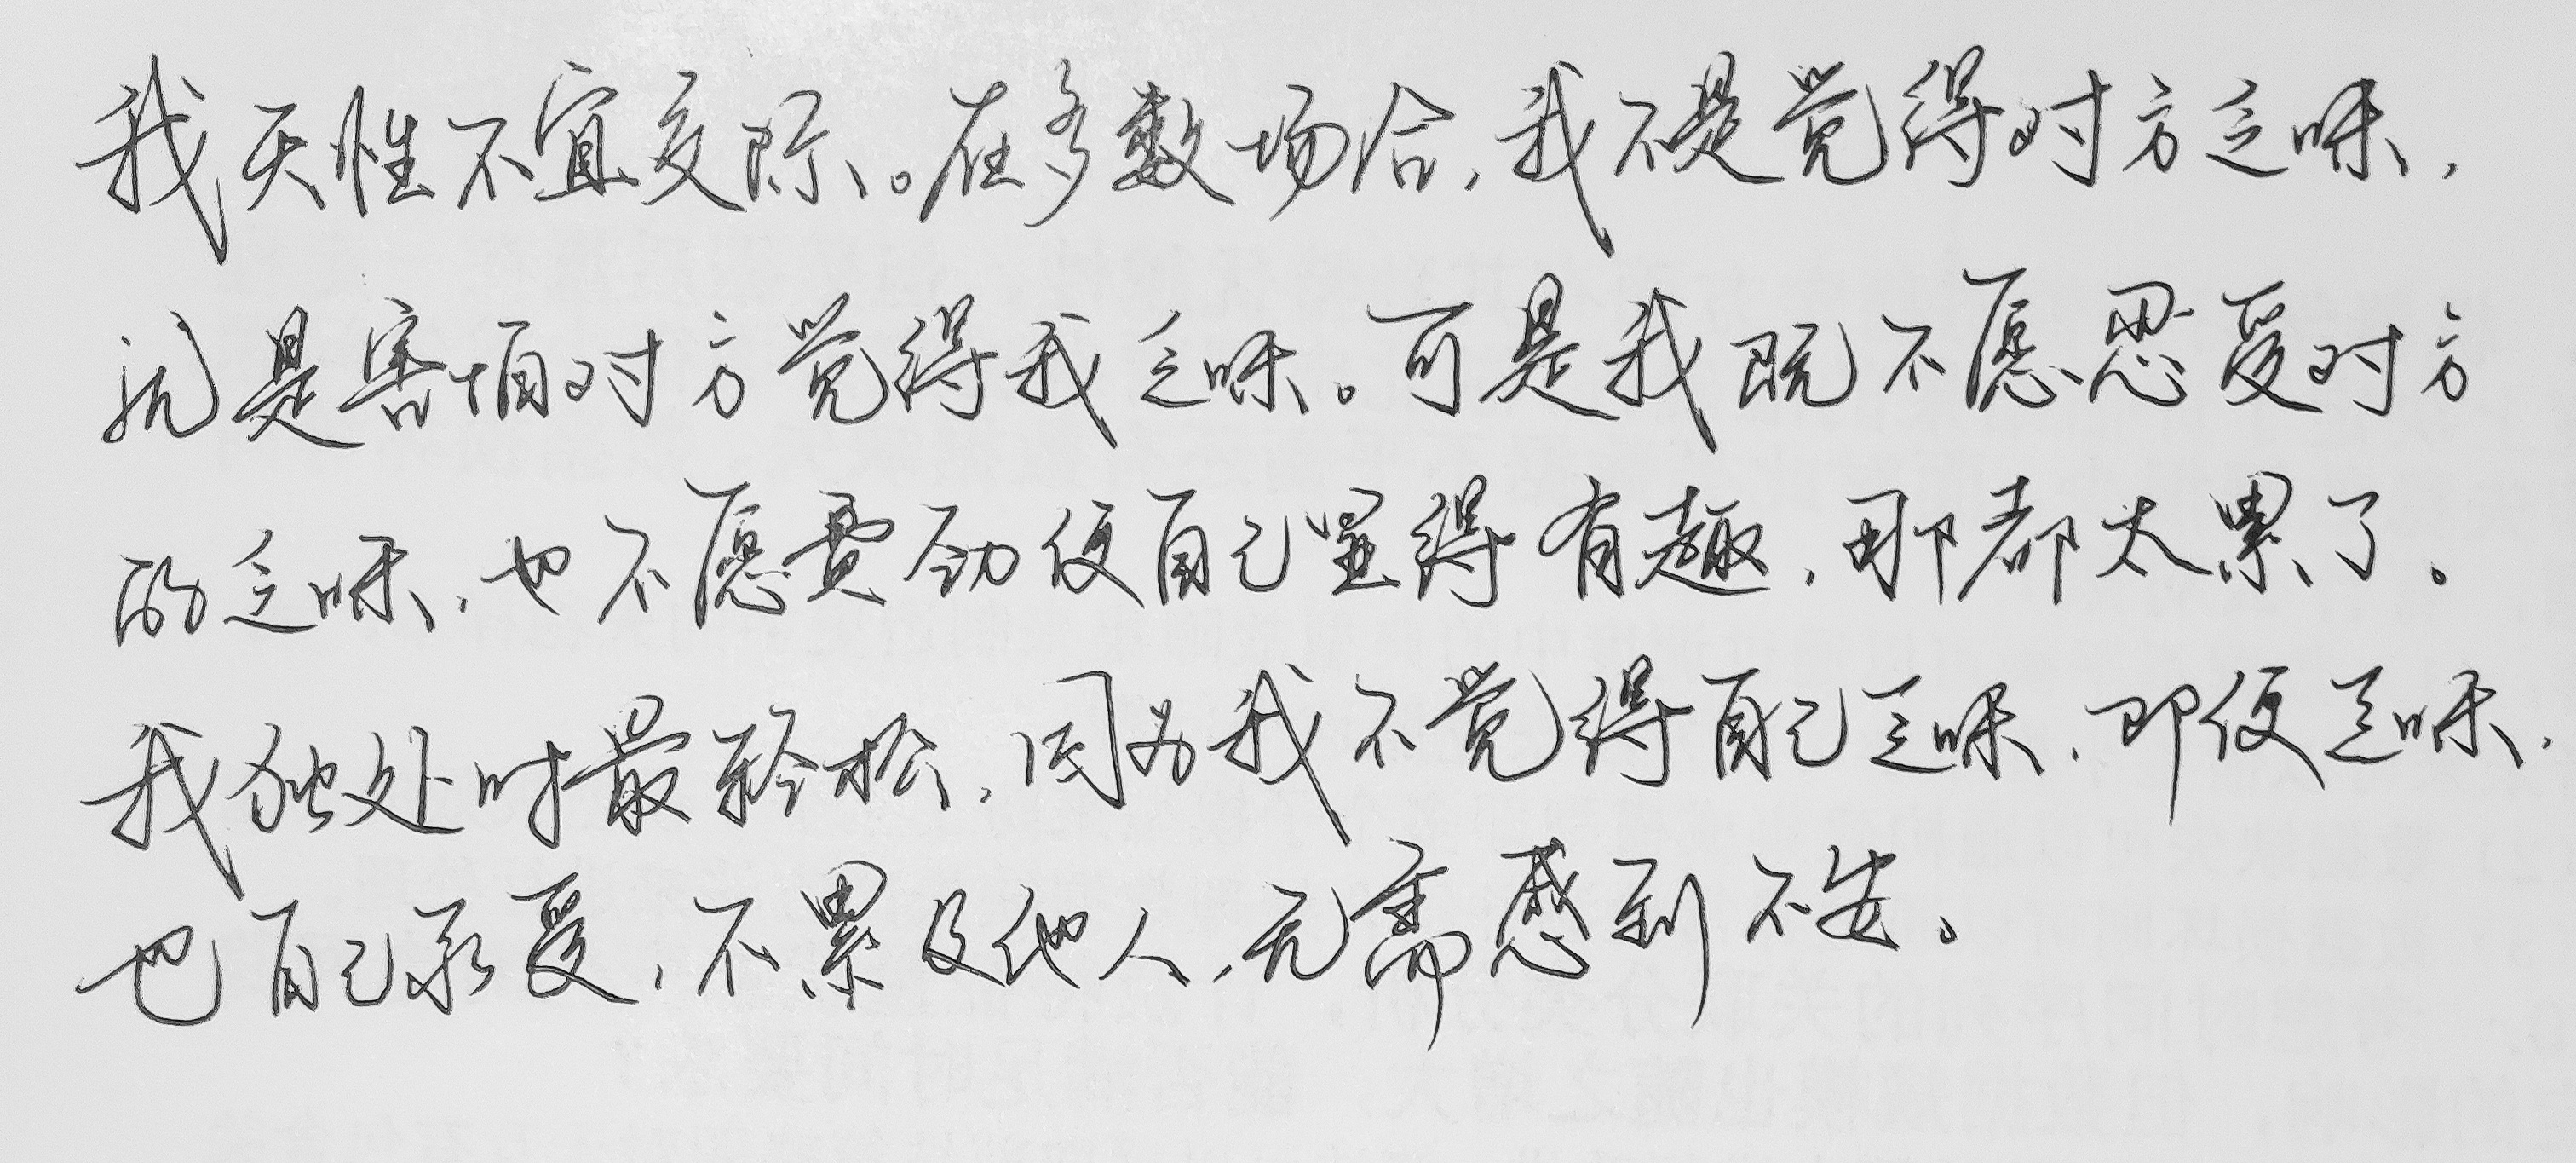 我天性不宜交际。在多数场合,我不是觉得对方乏味,
就是害怕对方觉得我乏味。可是我既不愿忍受对方
的乏味,也不愿费劲使自己显得有趣,那都太累了。
我独处时最轻松,因为我不觉得自己乏味,即使乏味,
也自己承受,不累及他人,无需感到不安。